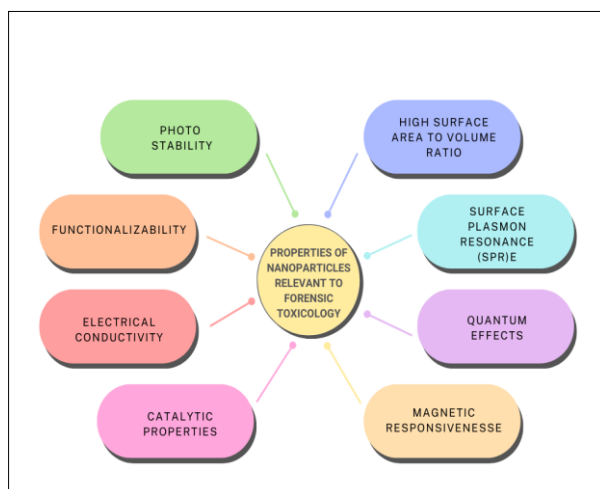 PHOTO
STABILITY
HIGH SURFACE
AREA TO VOLUME
RATIO
FUNCTIONALIZABILITY
SURFACE
PLASMON
RESONANCE
(SPR)E
PROPERTIES OF
NANOPARTICLES
RELEVANT TO
FORENSIC
TOXICOLOGY
ELECTRICAL
CONDUCTIVITY
QUANTUM
EFFECTS
CATALYTIC
PROPERTIES
MAGNETIC
RESPONSIVENESSE